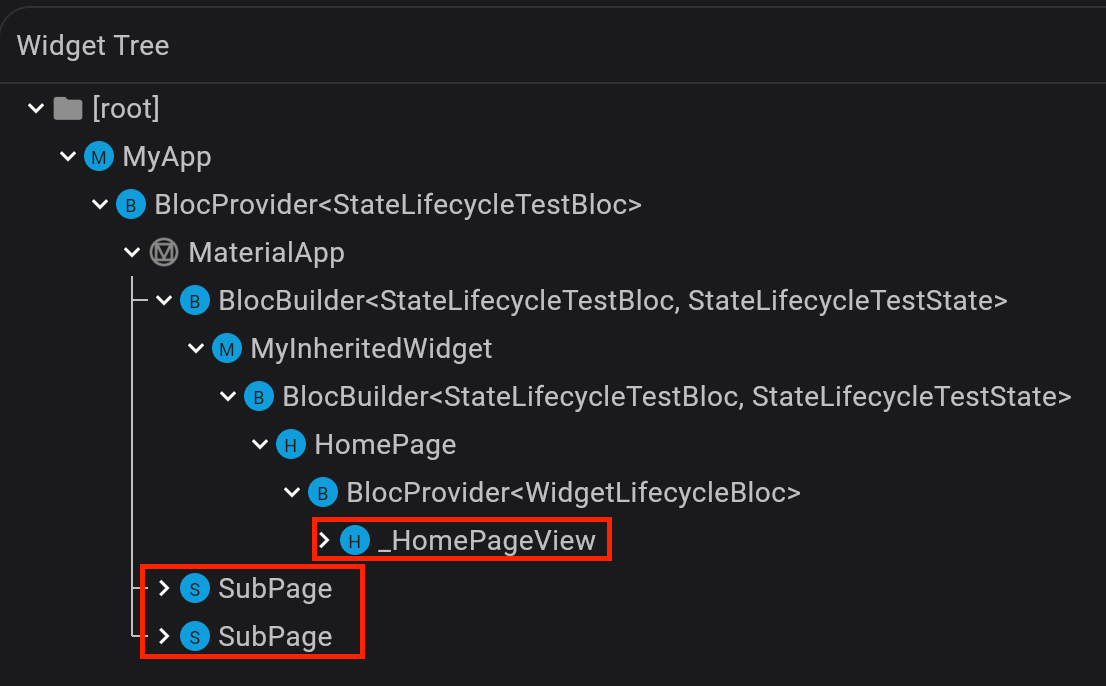 Widget Tree
[root]
M MyApp
B BlocProvider<StateLifecycleTestBloc>
MaterialApp
B BlocBuilder<StateLifecycleTestBloc, StateLifecycleTestState>
M MyInheritedWidget
B BlocBuilder<StateLifecycleTestBloc, StateLifecycleTestState>
H HomePage
B BlocProvider<WidgetLifecycleBloc>
H _HomePageView
S SubPage
S SubPage